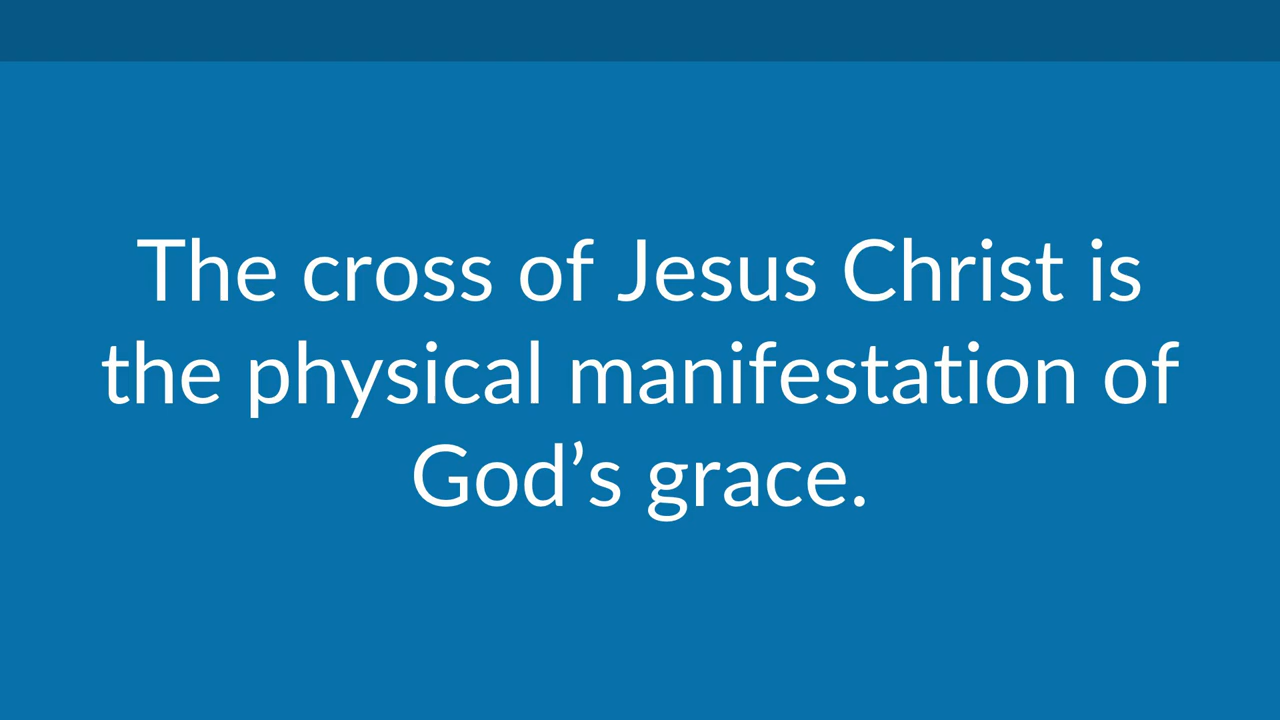 The cross of Jesus Christ is
the physical manifestation of
God’s grace.